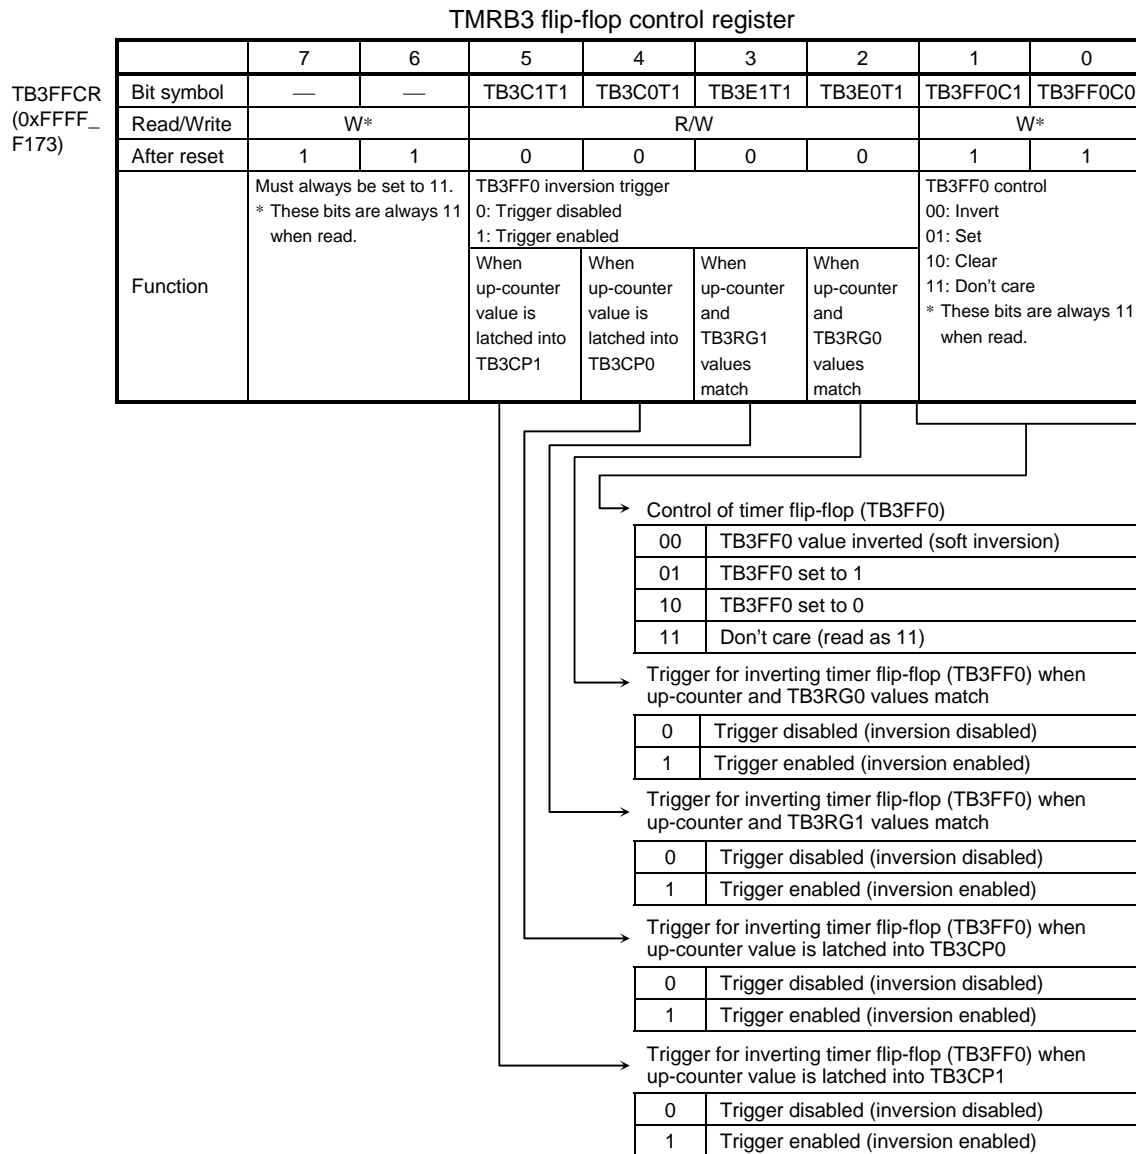 TMRB3 flip-flop control register
7 6 5 4 3 2 1 0
TB3FFCR
(0xFFFF_
F173)
Bit symbol — — TB3C1T1 TB3C0T1 TB3E1T1 TB3E0T1 TB3FF0C1 TB3FF0C0
Read/Write W* R/W W*
After reset 1 1 0 0 0 0 1 1
Function
Must always be set to 11.
* These bits are always 11
when read.
TB3FF0 inversion trigger
0: Trigger disabled
1: Trigger enabled
When
up-counter
value is
latched into
TB3CP1
When
up-counter
value is
latched into
TB3CP0
When
up-counter
and
TB3RG1
values
match
When
up-counter
and
TB3RG0
values
match
TB3FF0 control
00: Invert
01: Set
10: Clear
11: Don't care
* These bits are always 11
when read.
Control of timer flip-flop (TB3FF0)
00 TB3FF0 value inverted (soft inversion)
01 TB3FF0 set to 1
10 TB3FF0 set to 0
11 Don't care (read as 11)
Trigger for inverting timer flip-flop (TB3FF0) when
up-counter and TB3RG0 values match
0 Trigger disabled (inversion disabled)
1 Trigger enabled (inversion enabled)
Trigger for inverting timer flip-flop (TB3FF0) when
up-counter and TB3RG1 values match
0 Trigger disabled (inversion disabled)
1 Trigger enabled (inversion enabled)
Trigger for inverting timer flip-flop (TB3FF0) when
up-counter value is latched into TB3CP0
0 Trigger disabled (inversion disabled)
1 Trigger enabled (inversion enabled)
Trigger for inverting timer flip-flop (TB3FF0) when
up-counter value is latched into TB3CP1
0 Trigger disabled (inversion disabled)
1 Trigger enabled (inversion enabled)